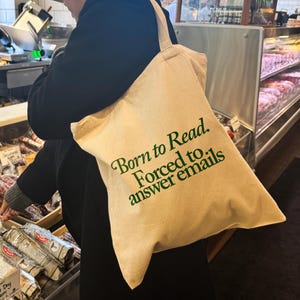 Born to Read.
Forced to
answer emails